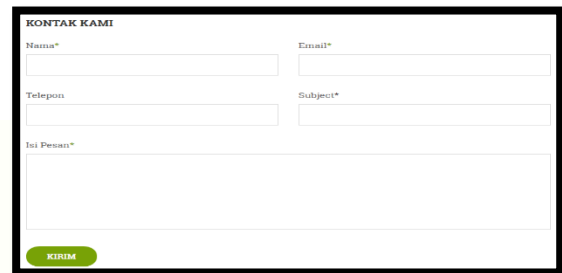 KONTAK KAMI
Nama* Email*
Telepon Subject*
Isi Pesan*
KIRIM